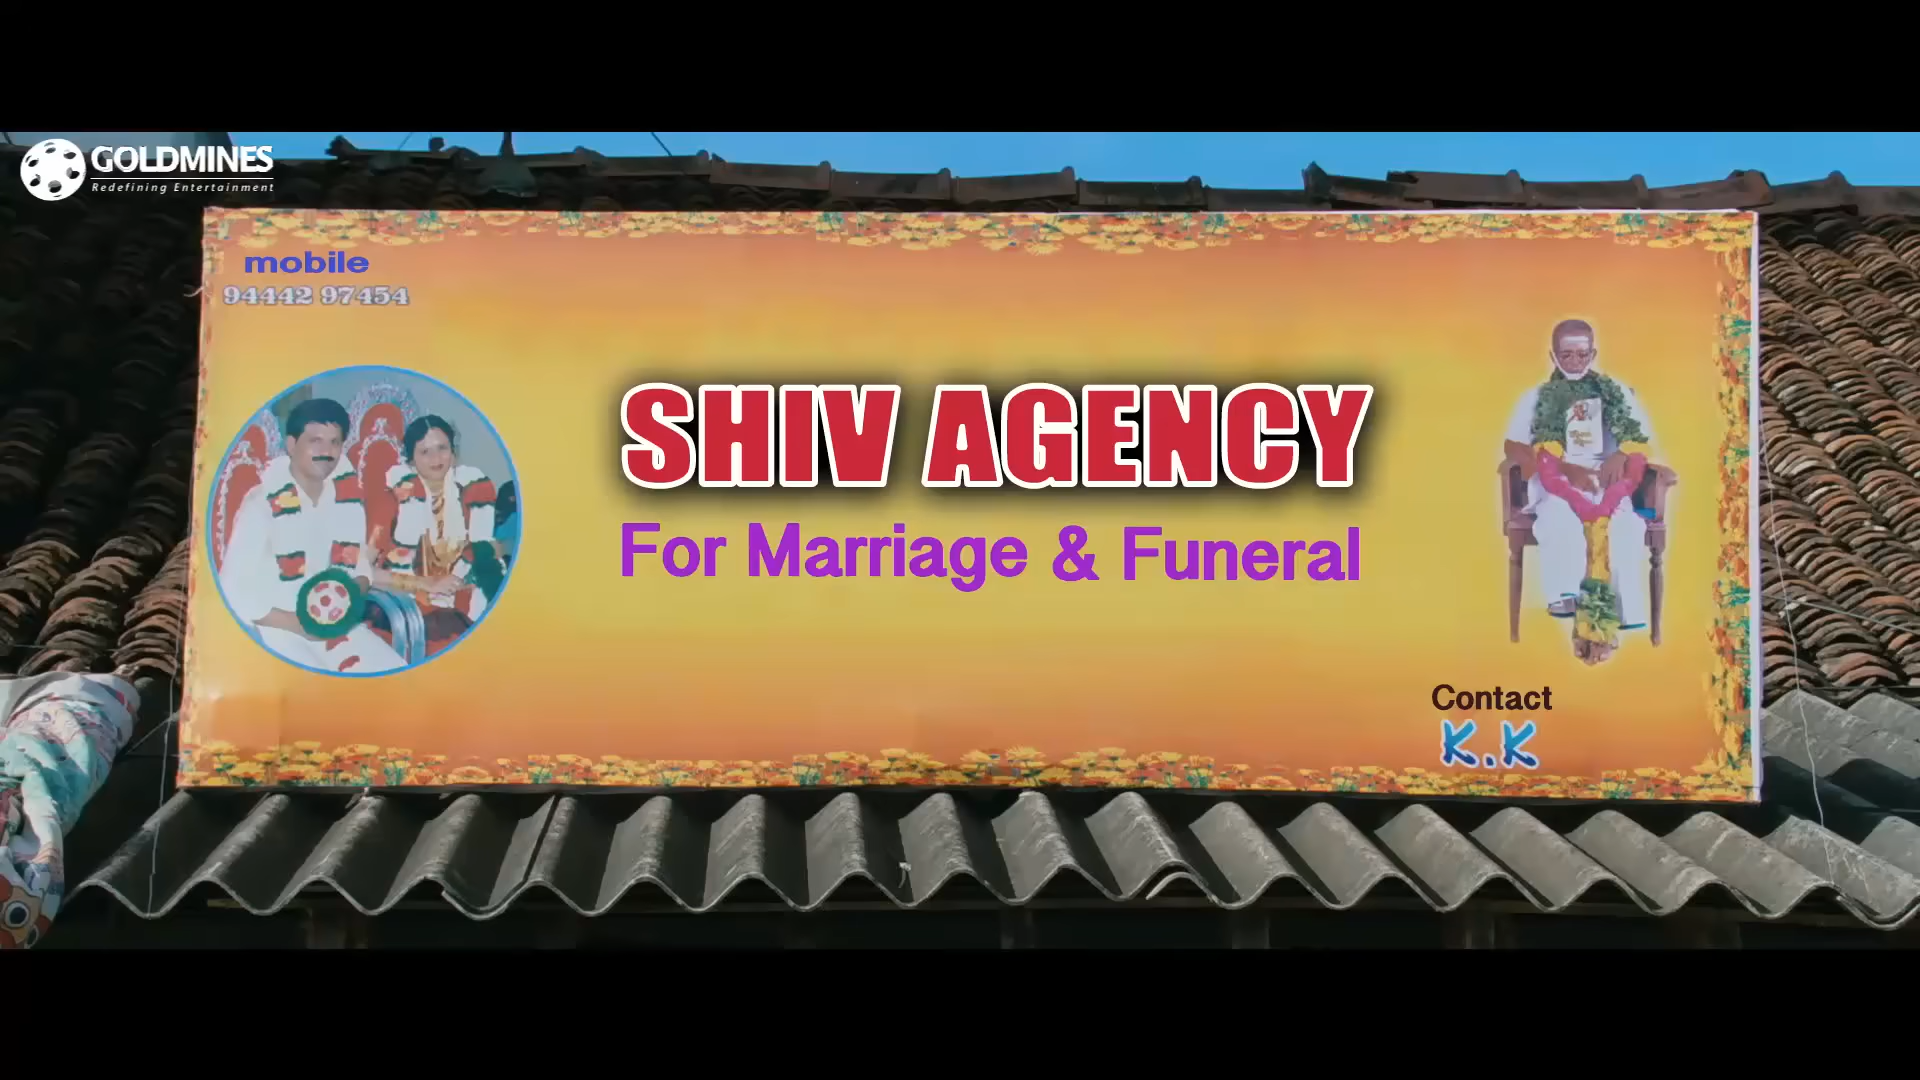 GOLDMINES
Redefining Entertainment
mobile
94442 97454
SHIV AGENCY
For Marriage & Funeral
Contact
K.K